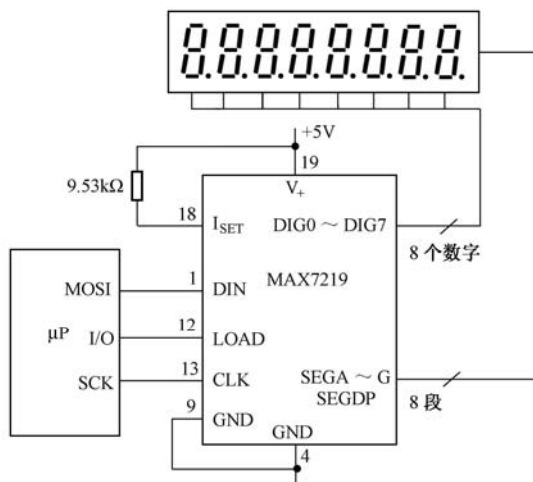 8.8.8.8.8.8.8.8.
+5V
19
9.53kΩ
V+
18
ISET
DIG0 ～ DIG7
8 个数字
MOSI
1
DIN
MAX7219
μP
I/O
12
LOAD
SCK
13
CLK
SEGA ～ G
SEGDP
8 段
9
GND
GND
4